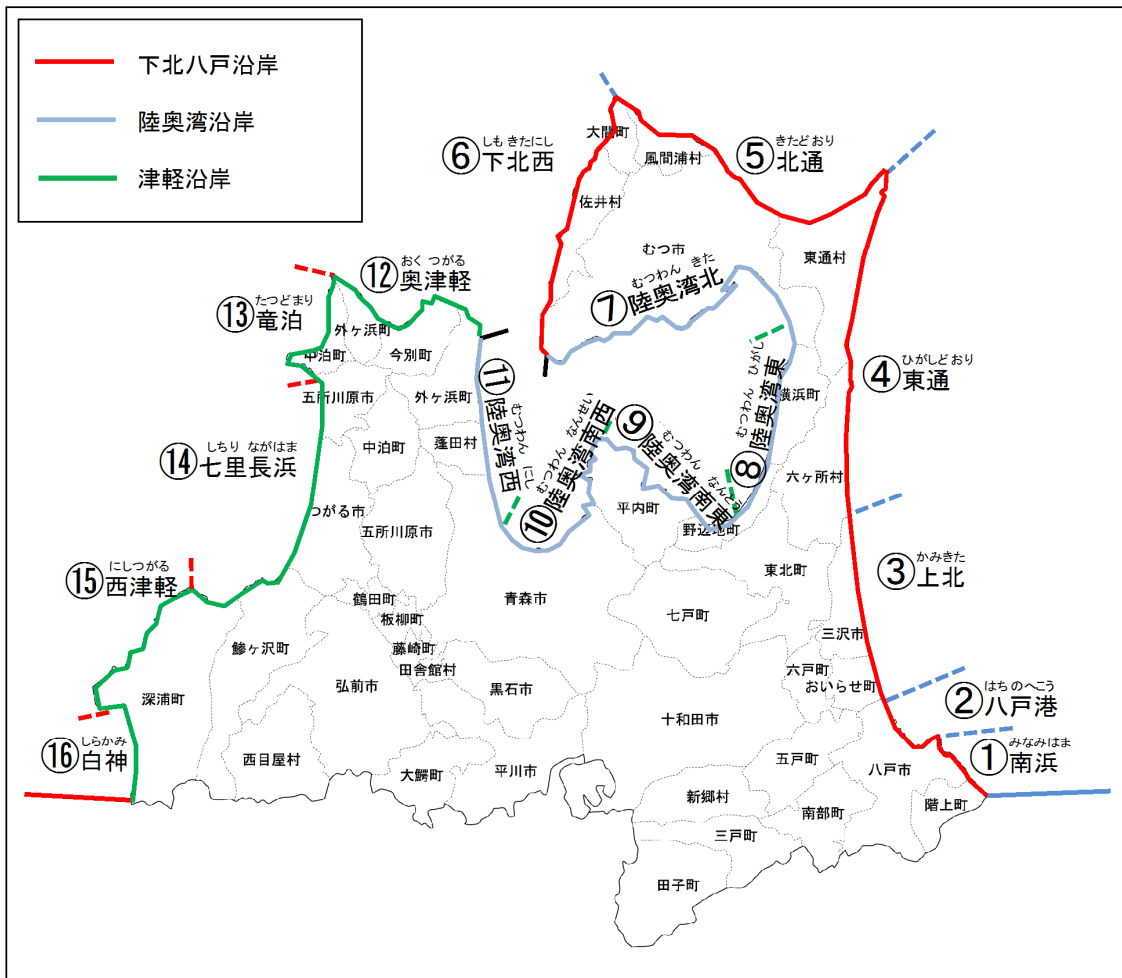 下北八戸沿岸
陸奥湾沿岸
津軽沿岸
しもきたにし
⑥下北西
大間町
風間浦村
きたどおり
⑤北通
佐井村
むつ市
東通村
むつわん きた
⑦陸奥湾北
おく つがる
⑫奥津軽
たつどまり
⑬竜泊
外ヶ浜町
中泊町
今別町
五所川原市
外ヶ浜町
むつわん にし
⑪陸奥湾西
むつわん なんせい
⑩陸奥湾南西
むつわん なんとう
⑨陸奥湾南東
むつわん ひがし
⑧陸奥湾東
横浜町
ひがしどおり
④東通
中泊町
蓬田村
しちり ながはま
⑭七里長浜
つがる市
五所川原市
平内町
野辺地町
六ヶ所村
かみきた
③上北
東北町
にしつがる
⑮西津軽
青森市
七戸町
鶴田町
板柳町
藤崎町
田舎館村
鰺ヶ沢町
弘前市
黒石市
三沢市
六戸町
おいらせ町
はちのへこう
②八戸港
深浦町
十和田市
しらかみ
⑯白神
西目屋村
大鰐町
平川市
五戸町
八戸市
みなみはま
①南浜
新郷村
南部町
階上町
三戸町
田子町